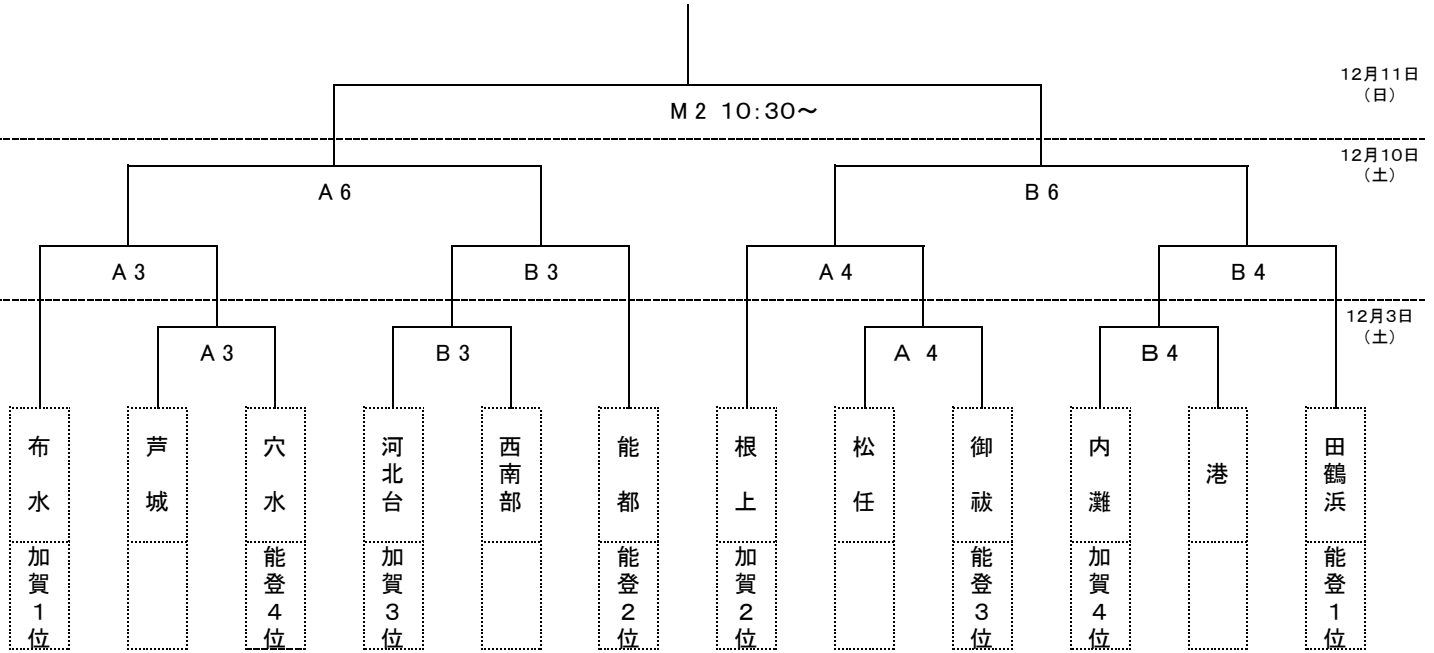 12月11日
（日）
M2 10:30～
12月10日
（土）
A6
B6
A3
B3
A4
B4
12月3日
（土）
A3
B3
A 4
B4
布水
芦城
穴水
河北台
西南部
能都
根上
松任
御祓
内灘
港
田鶴浜
加賀1位
能登4位
加賀3位
能登2位
加賀2位
能登3位
加賀4位
能登1位